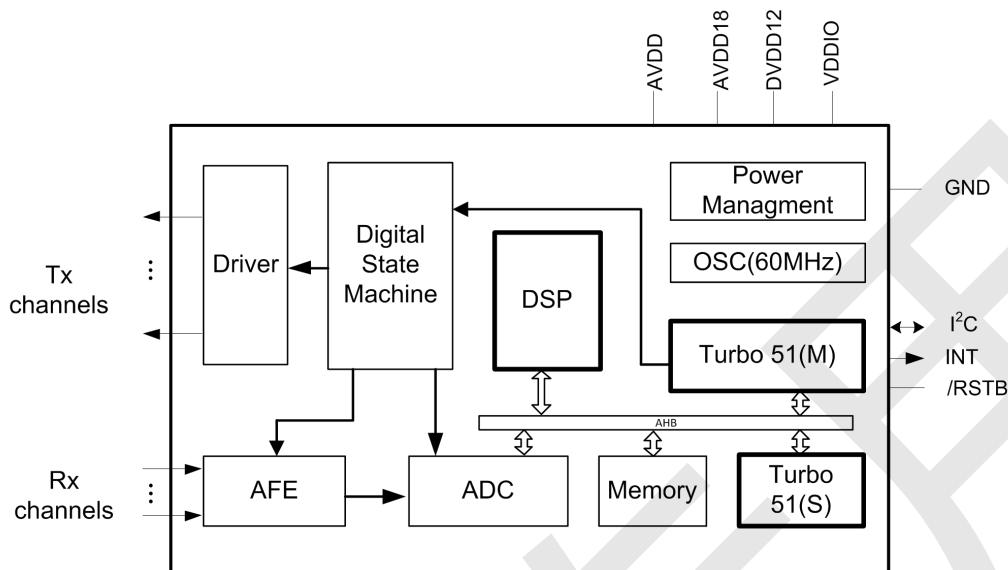 AVDD
AVDD18
DVDD12
VDDIO
Power
Managment
GND
Digital
State
Machine
Driver
OSC(60MHz)
DSP
Tx
channels
I²C
Turbo 51(M)
INT
/RSTB
AHB
Rx
channels
AFE
ADC
Memory
Turbo
51(S)